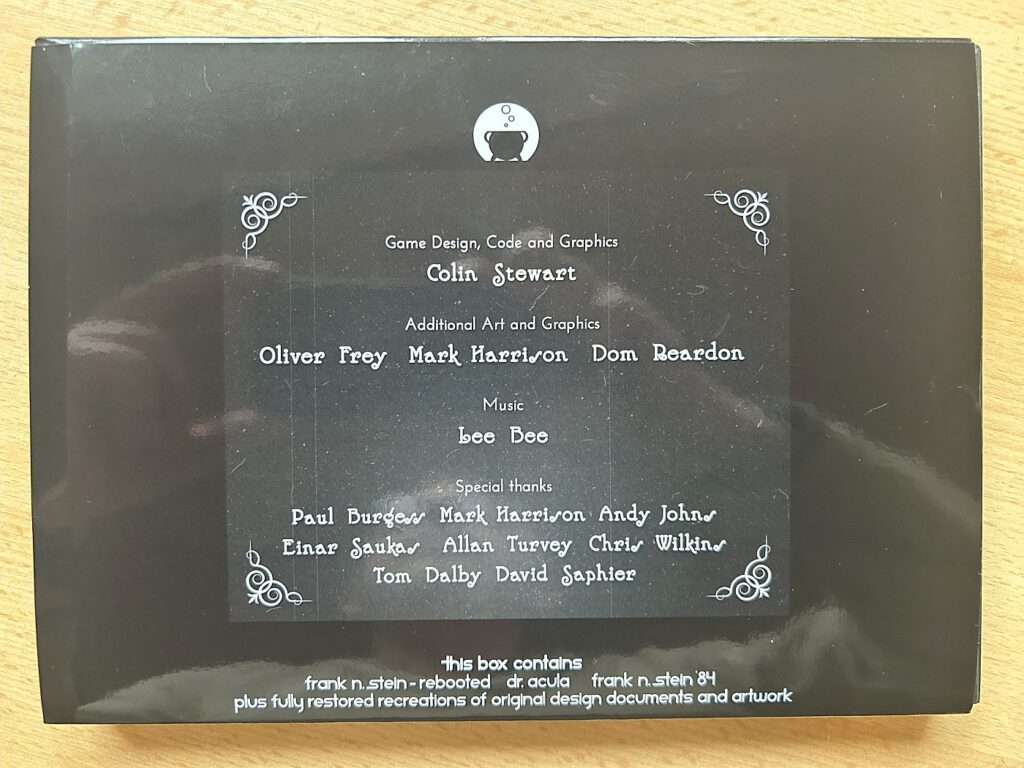 Game Design, Code and Graphics
Colin Stewart
Additional Art and Graphics
Oliver Frey Mark Harrison Dom Reardon
Music
Lee Bee
Special thanks
Paul Burgess Mark Harrison Andy Johns
Einar Saukas Allan Turvey Chris Wilkins
Tom Dalby David Saphier
this box contains
frank n. stein - rebooted dr. acula frank n. stein '84
plus fully restored recreations of original design documents and artwork